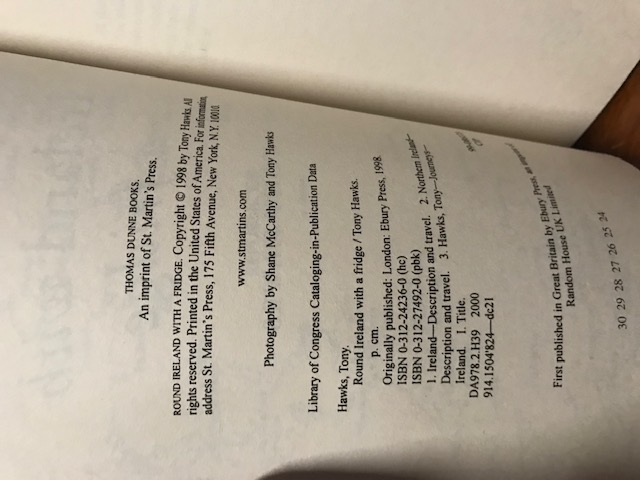 THOMAS DUNNE BOOKS.
An imprint of St. Martin's Press.
ROUND IRELAND WITH A FRIDGE. Copyright © 1998 by Tony Hawks. All
rights reserved. Printed in the United States of America. For information,
address St. Martin's Press, 175 Fifth Avenue, New York, N.Y. 10010.
www.stmartins.com
Photography by Shane McCarthy and Tony Hawks
Library of Congress Cataloging-in-Publication Data
Hawks, Tony.
Round Ireland with a fridge / Tony Hawks.
p. cm.
Originally published: London: Ebury Press, 1998.
ISBN 0-312-24236-0 (hc)
ISBN 0-312-27492-0 (pbk)
1. Ireland—Description and travel. 2. Northern Ireland—
Description and travel. 3. Hawks, Tony—Journeys—
Ireland. I. Title.
DA978.2.H39 2000
914.1504'824—dc21
First published in Great Britain by Ebury Press, an imprint of
Random House UK Limited
30 29 28 27 26 25 24